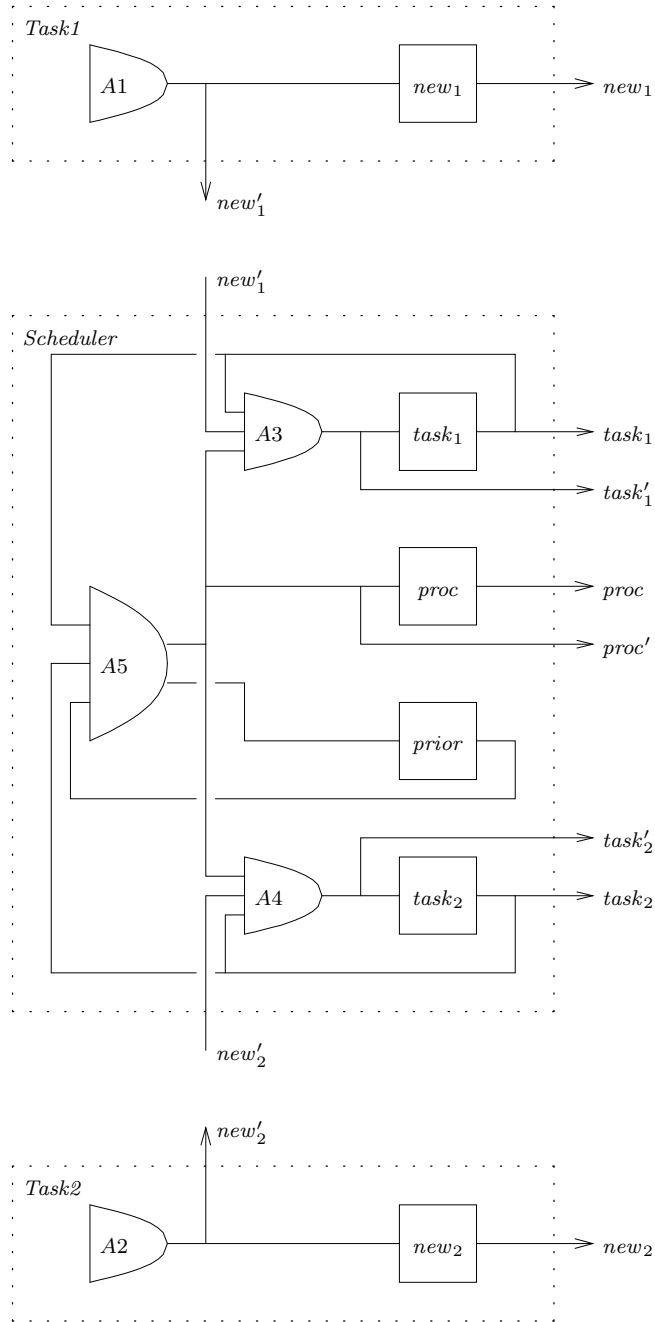 Task1
A1
new₁
new₁
new′₁
new′₁
Scheduler
A3
task₁
task₁
task′₁
proc
proc
proc′
A5
prior
task′₂
A4
task₂
task₂
new′₂
new′₂
Task2
A2
new₂
new₂